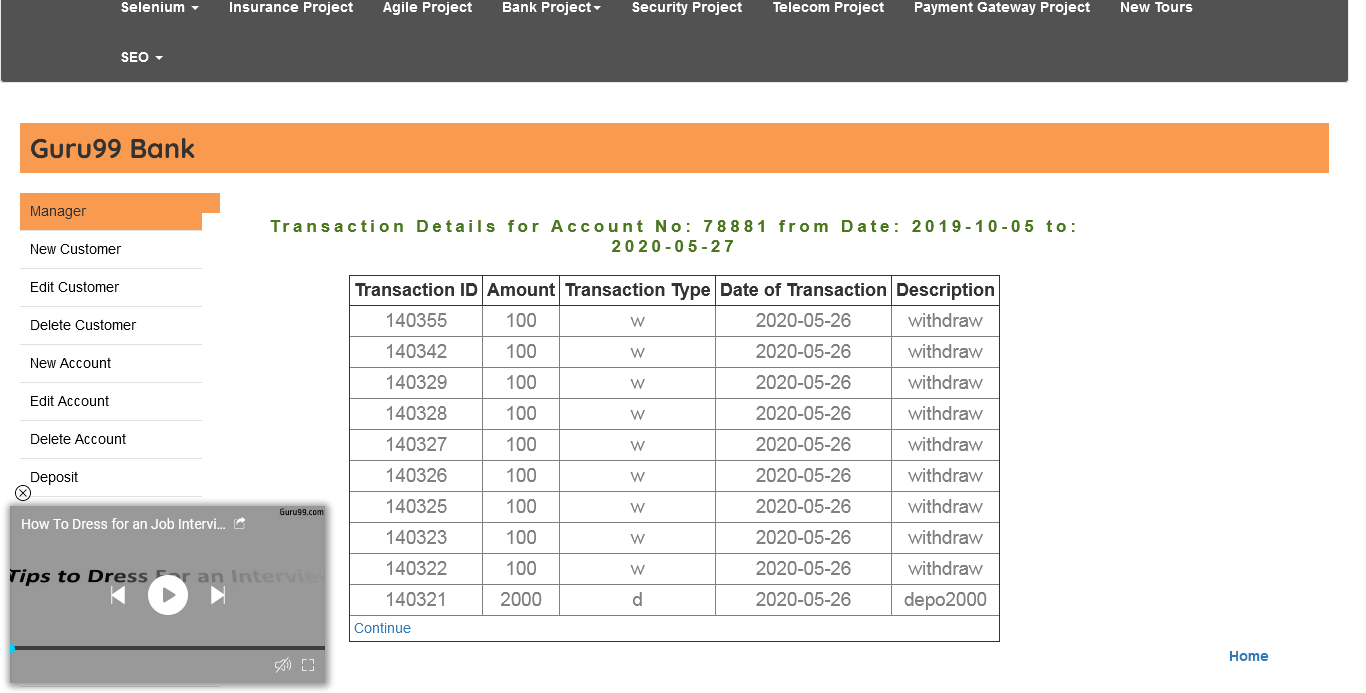 Selenium Insurance Project Agile Project Bank Project Security Project Telecom Project Payment Gateway Project New Tours
SEO
Guru99 Bank
Manager
New Customer
Edit Customer
Delete Customer
New Account
Edit Account
Delete Account
Deposit
Guru99.com
How To Dress for an Job Intervi...
Tips to Dress For an Interview
Transaction Details for Account No: 78881 from Date: 2019-10-05 to:
2020-05-27
Transaction ID Amount Transaction Type Date of Transaction Description
140355 100 w 2020-05-26 withdraw
140342 100 w 2020-05-26 withdraw
140329 100 w 2020-05-26 withdraw
140328 100 w 2020-05-26 withdraw
140327 100 w 2020-05-26 withdraw
140326 100 w 2020-05-26 withdraw
140325 100 w 2020-05-26 withdraw
140323 100 w 2020-05-26 withdraw
140322 100 w 2020-05-26 withdraw
140321 2000 d 2020-05-26 depo2000
Continue
Home